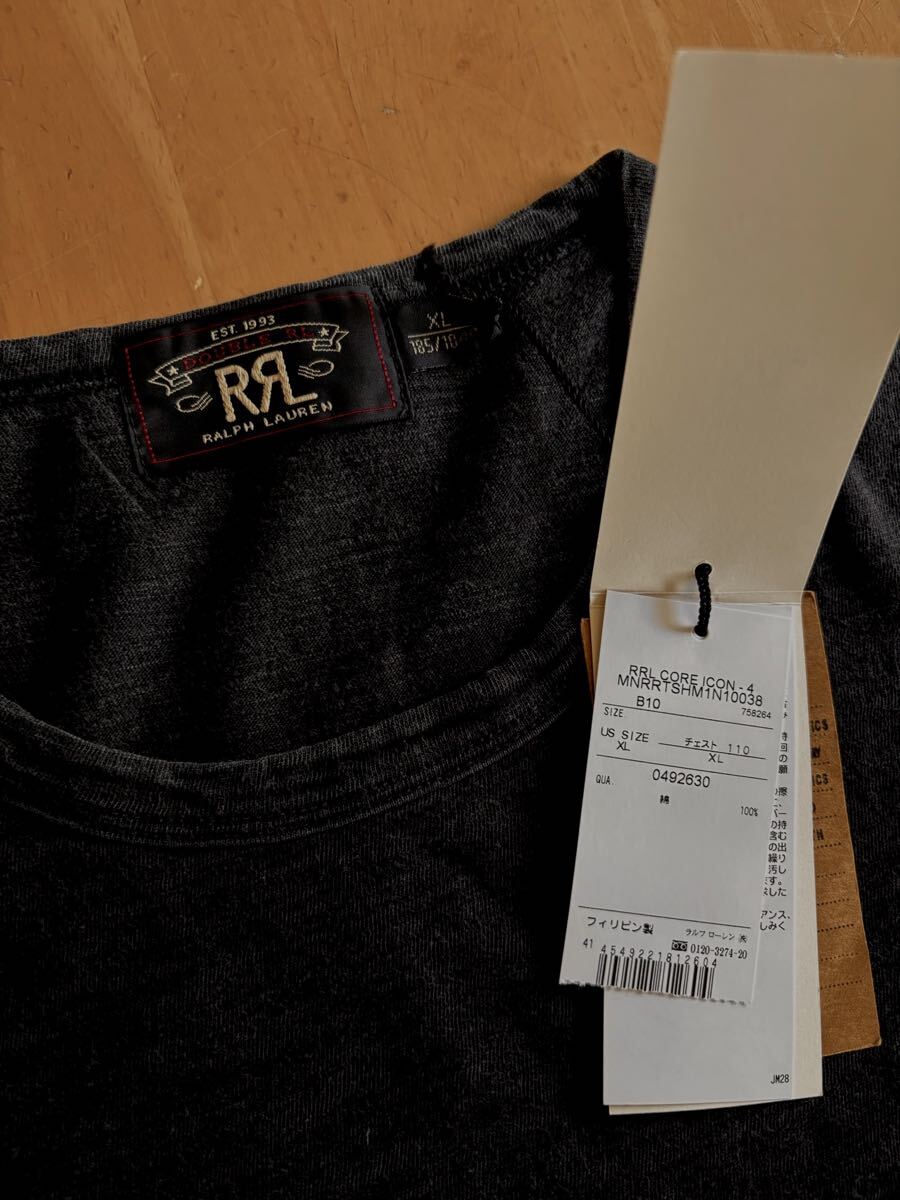 EST. 1993
DOUBLE RL
RRL
RALPH LAUREN
XL
RRL CORE ICON - 4
MNRRTSHM1N10038
B10
758264
SIZE
US SIZE
チェスト 110
XL
XL
QUA.
0492630
綿
100%
フィリピン製
ラルフ ローレン ㈱
0120-3274-20
41
4549221812604
JM28